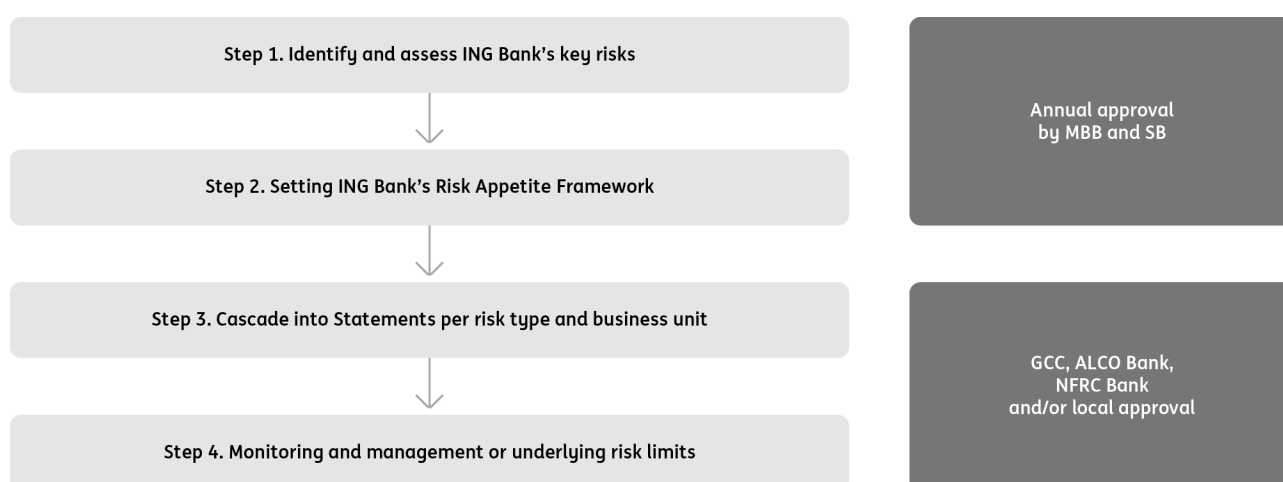 Step 1. Identify and assess ING Bank's key risks
Annual approval
by MBB and SB
Step 2. Setting ING Bank's Risk Appetite Framework
Step 3. Cascade into Statements per risk type and business unit
GCC, ALCO Bank,
NFRC Bank
and/or local approval
Step 4. Monitoring and management or underlying risk limits